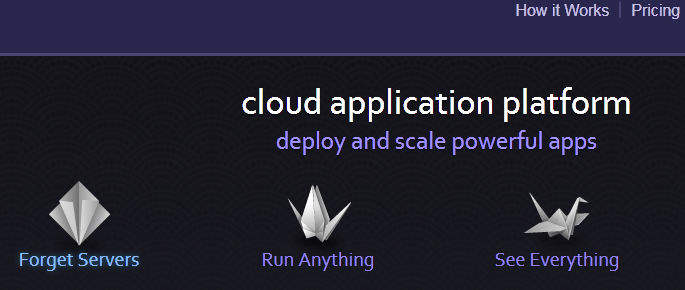 How it Works | Pricing
cloud application platform
deploy and scale powerful apps
Forget Servers
Run Anything
See Everything